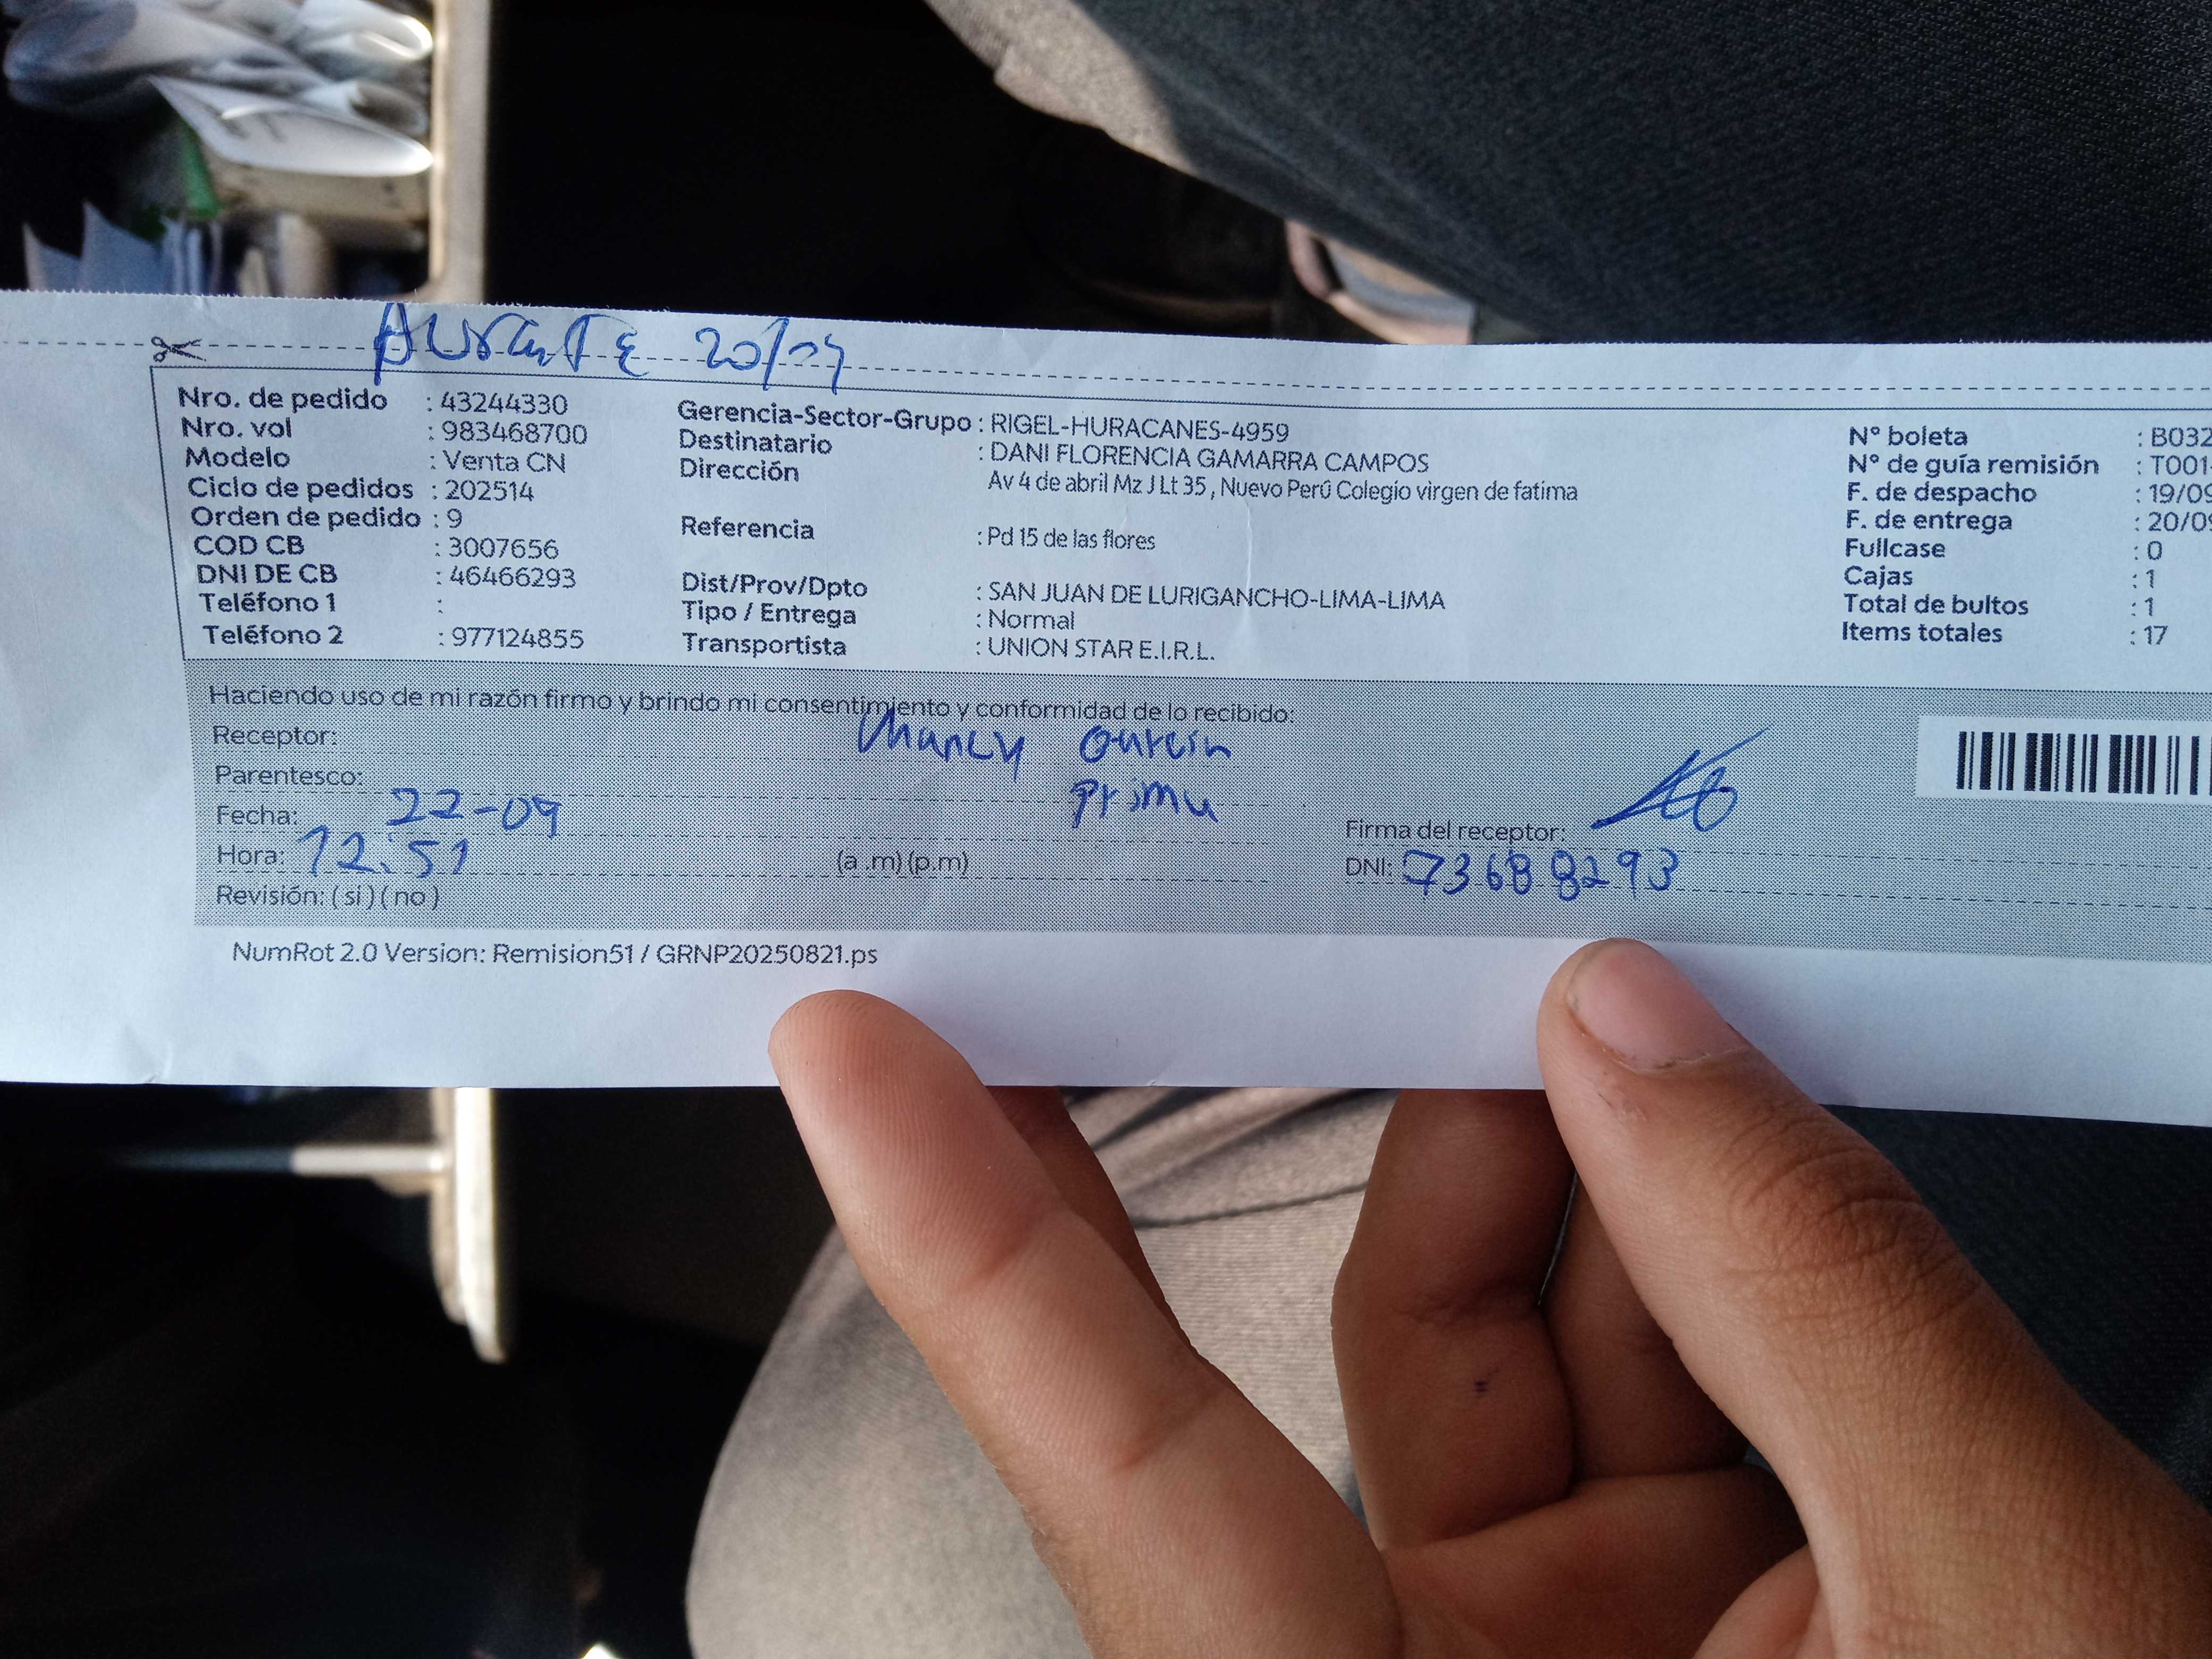 AUSENTE 20/09
Nro. de pedido : 43244330
Nro. vol : 983468700
Modelo : Venta CN
Ciclo de pedidos : 202514
Orden de pedido : 9
COD CB : 3007656
DNI DE CB : 46466293
Teléfono 1 :
Teléfono 2 : 977124855
Gerencia-Sector-Grupo : RIGEL-HURACANES-4959
Destinatario : DANI FLORENCIA GAMARRA CAMPOS
Dirección Av 4 de abril Mz J Lt 35 , Nuevo Perú Colegio virgen de fatima
Referencia : Pd 15 de las flores
Dist/Prov/Dpto : SAN JUAN DE LURIGANCHO-LIMA-LIMA
Tipo / Entrega : Normal
Transportista : UNION STAR E.I.R.L.
N° boleta : B032
N° de guía remisión : T001-
F. de despacho : 19/09
F. de entrega : 20/09
Fullcase : 0
Cajas : 1
Total de bultos : 1
Items totales : 17
Haciendo uso de mi razón firmo y brindo mi consentimiento y conformidad de lo recibido:
Receptor: 
Parentesco: Prima
Fecha: 22-09
Hora: 12:51 (a .m) (p.m)
Revisión: ( si ) ( no )
Firma del receptor:
DNI: 73688293
NumRot 2.0 Version: Remision51 / GRNP20250821.ps